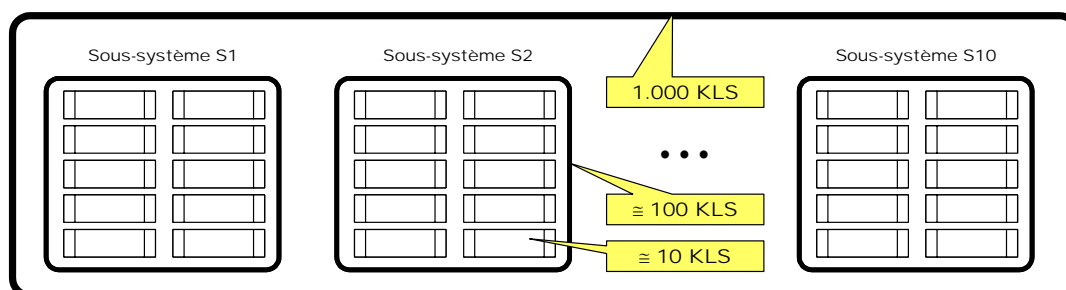 Sous-système S1
Sous-système S2
Sous-système S10
1.000 KLS
•••
≅ 100 KLS
≅ 10 KLS